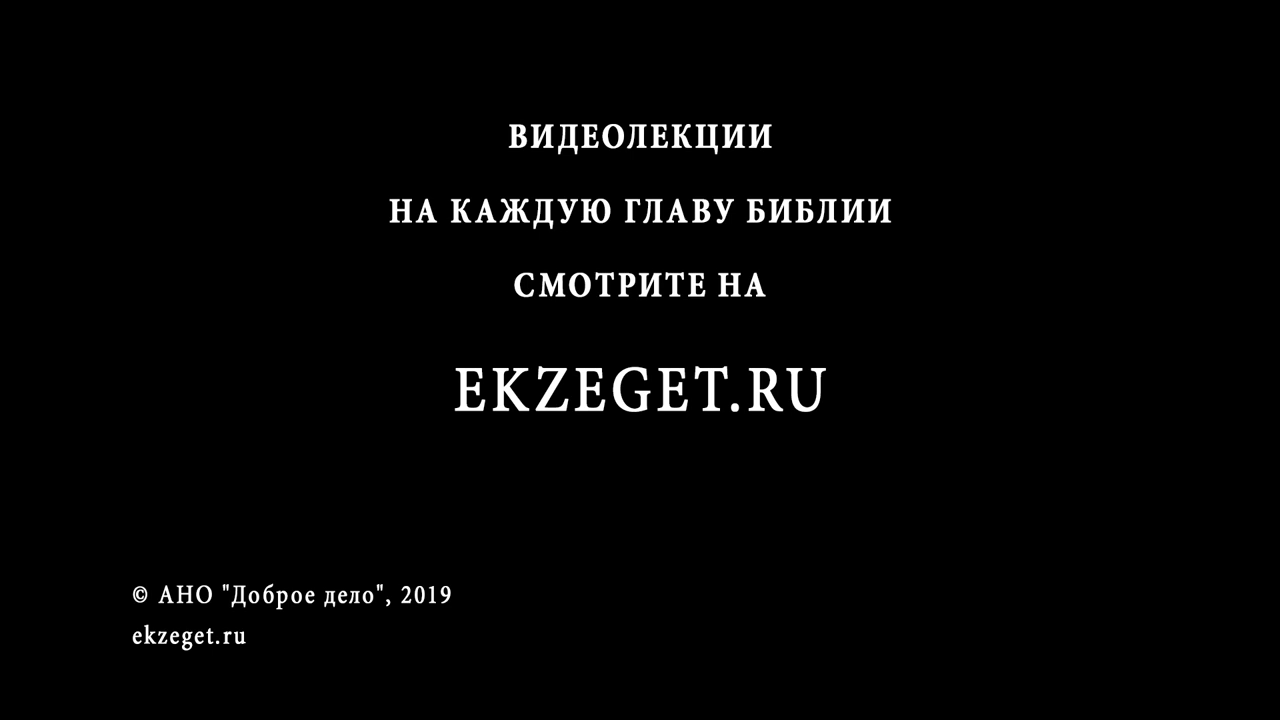 ВИДЕОЛЕКЦИИ
НА КАЖДУЮ ГЛАВУ БИБЛИИ
СМОТРИТЕ НА
EKZEGET.RU
© АНО "Доброе дело", 2019
ekzeget.ru